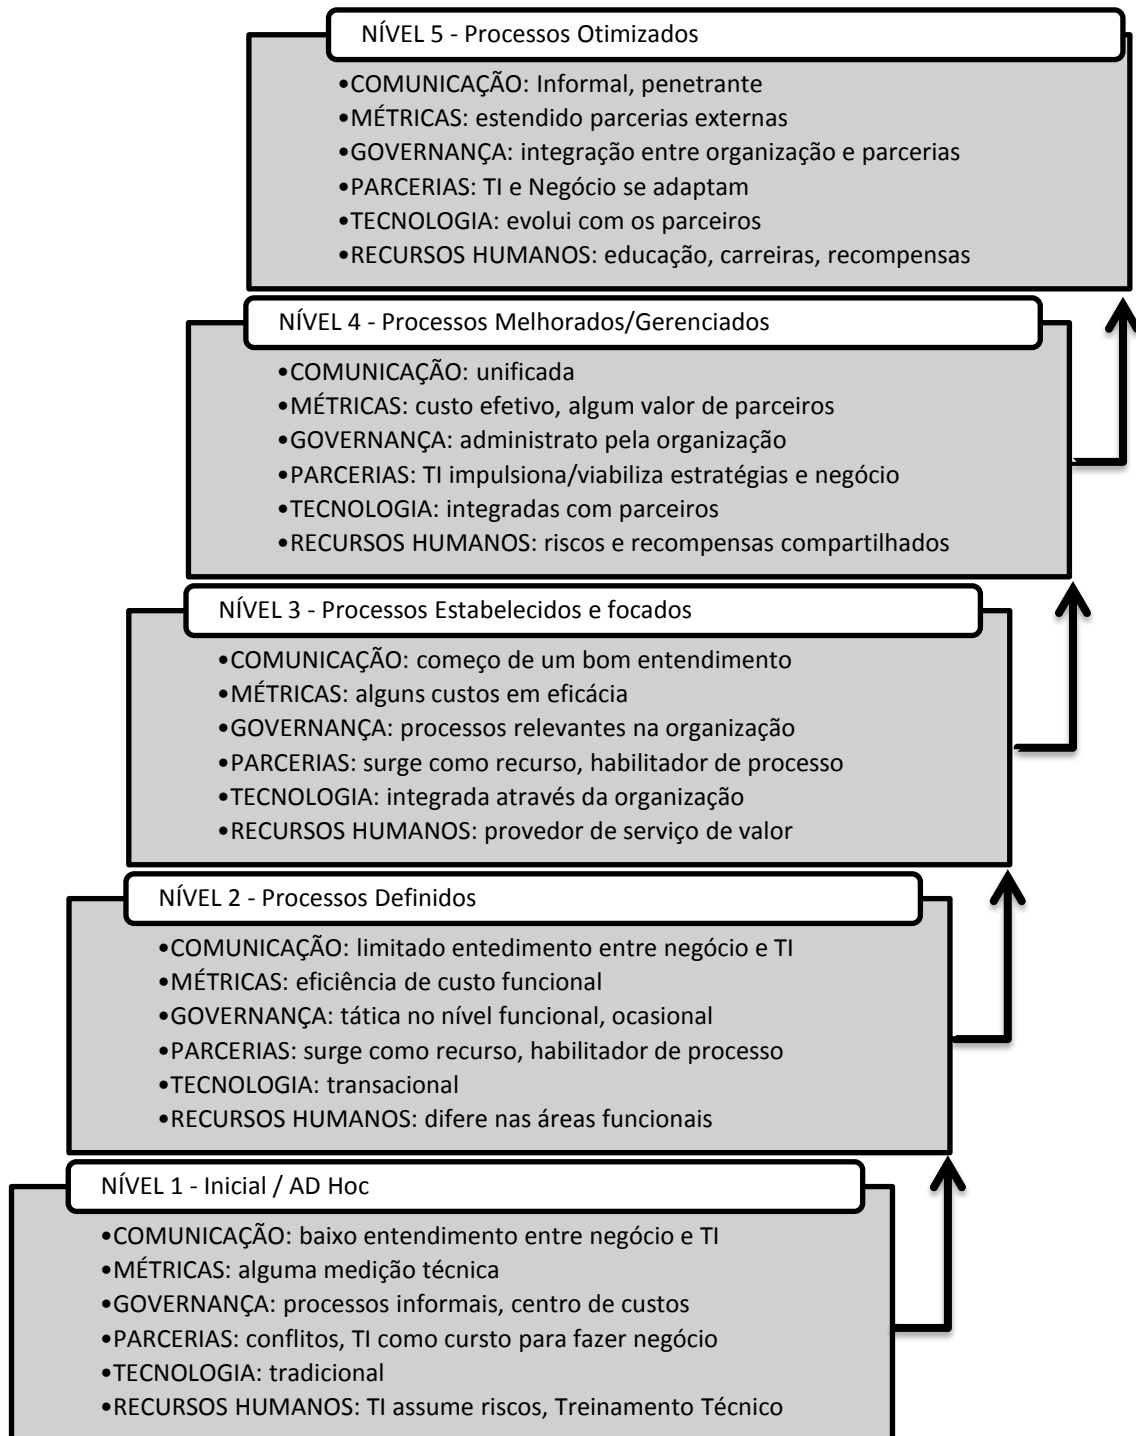 NÍVEL 5 - Processos Otimizados
•COMUNICAÇÃO: Informal, penetrante
•MÉTRICAS: estendido parcerias externas
•GOVERNANÇA: integração entre organização e parcerias
•PARCERIAS: TI e Negócio se adaptam
•TECNOLOGIA: evolui com os parceiros
•RECURSOS HUMANOS: educação, carreiras, recompensas
NÍVEL 4 - Processos Melhorados/Gerenciados
•COMUNICAÇÃO: unificada
•MÉTRICAS: custo efetivo, algum valor de parceiros
•GOVERNANÇA: administrato pela organização
•PARCERIAS: TI impulsiona/viabiliza estratégias e negócio
•TECNOLOGIA: integradas com parceiros
•RECURSOS HUMANOS: riscos e recompensas compartilhados
NÍVEL 3 - Processos Estabelecidos e focados
•COMUNICAÇÃO: começo de um bom entendimento
•MÉTRICAS: alguns custos em eficácia
•GOVERNANÇA: processos relevantes na organização
•PARCERIAS: surge como recurso, habilitador de processo
•TECNOLOGIA: integrada através da organização
•RECURSOS HUMANOS: provedor de serviço de valor
NÍVEL 2 - Processos Definidos
•COMUNICAÇÃO: limitado entedimento entre negócio e TI
•MÉTRICAS: eficiência de custo funcional
•GOVERNANÇA: tática no nível funcional, ocasional
•PARCERIAS: surge como recurso, habilitador de processo
•TECNOLOGIA: transacional
•RECURSOS HUMANOS: difere nas áreas funcionais
NÍVEL 1 - Inicial / AD Hoc
•COMUNICAÇÃO: baixo entendimento entre negócio e TI
•MÉTRICAS: alguma medição técnica
•GOVERNANÇA: processos informais, centro de custos
•PARCERIAS: conflitos, TI como cursto para fazer negócio
•TECNOLOGIA: tradicional
•RECURSOS HUMANOS: TI assume riscos, Treinamento Técnico